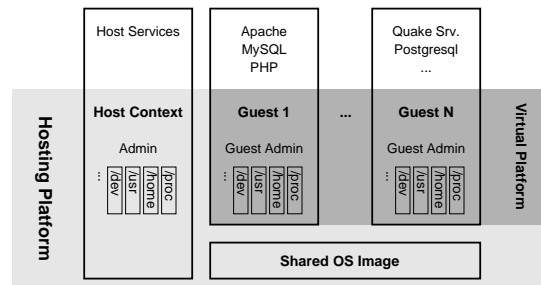 Host Services
Apache
MySQL
PHP
Quake Srv.
Postgresql
...
Hosting Platform
Host Context
Guest 1
...
Guest N
Virtual Platform
Admin
Guest Admin
Guest Admin
...
/dev
/usr
/home
/proc
...
/dev
/usr
/home
/proc
...
/dev
/usr
/home
/proc
Shared OS Image